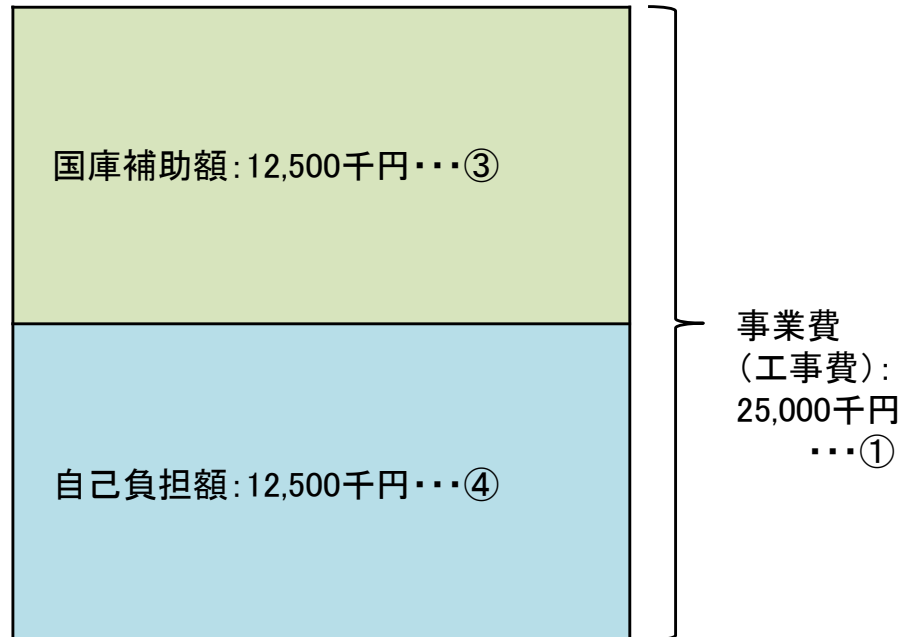 国庫補助額:12,500千円・・・③
事業費
(工事費):
25,000千円
・・・①
自己負担額:12,500千円・・・④